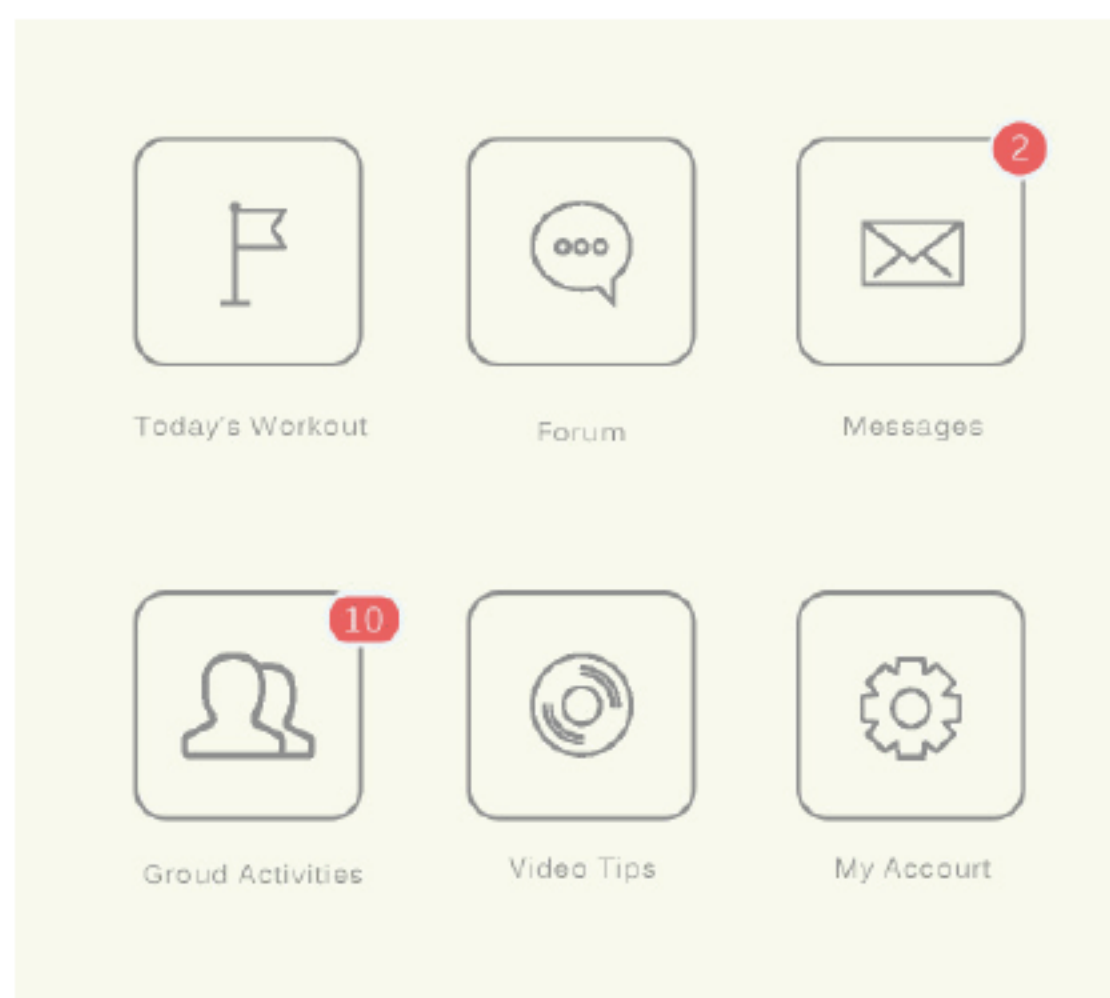 2
Today's Workout
Forum
Messages
10
Groud Activities
Video Tips
My Accourt